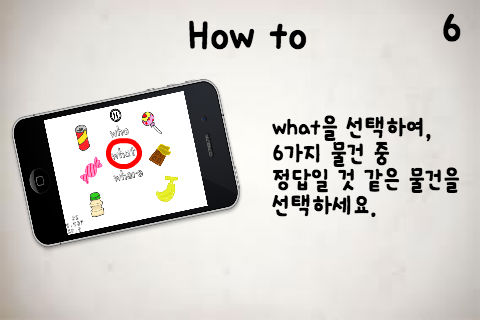 How to
6
who
what
where
what을 선택하여,
6가지 물건 중
정답일 것 같은 물건을
선택하세요.